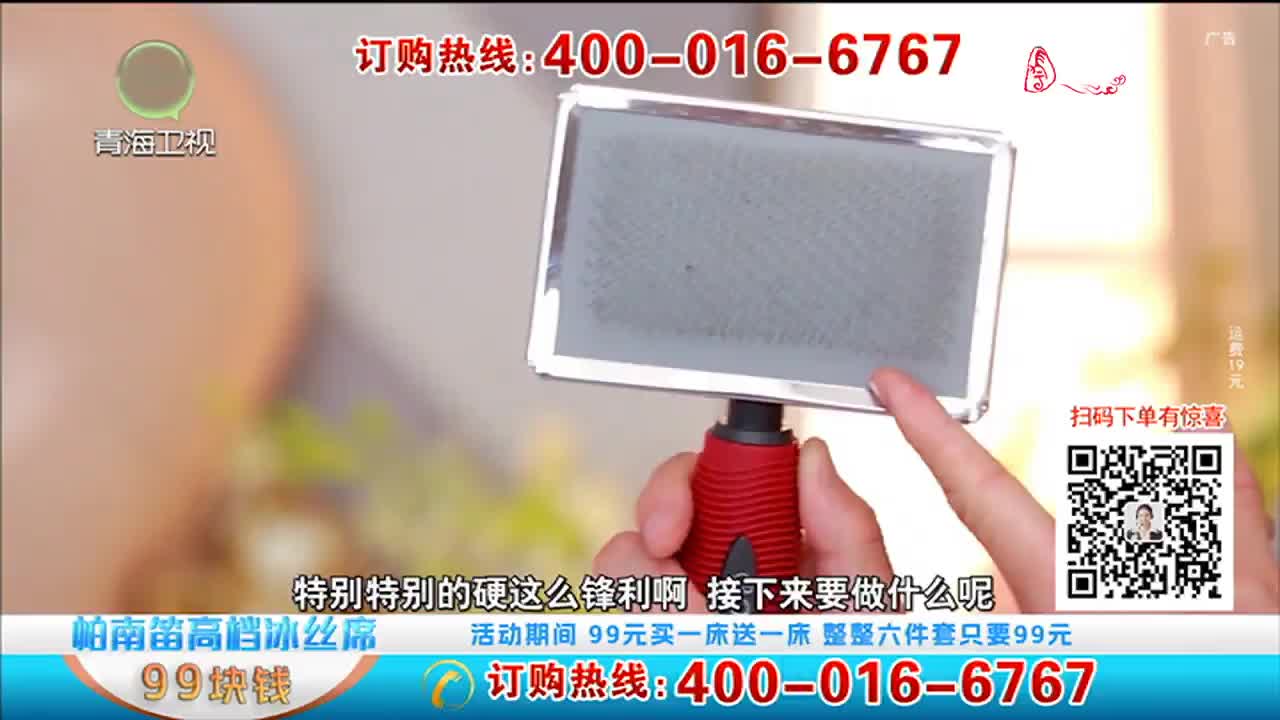 订购热线:400-016-6767
广告
青海卫视
运费19元
扫码下单有惊喜
特别特别的硬这么锋利啊 接下来要做什么呢
帕南笛高档冰丝席
活动期间 99元买一床送一床 整整六件套只要99元
99块钱
订购热线:400-016-6767